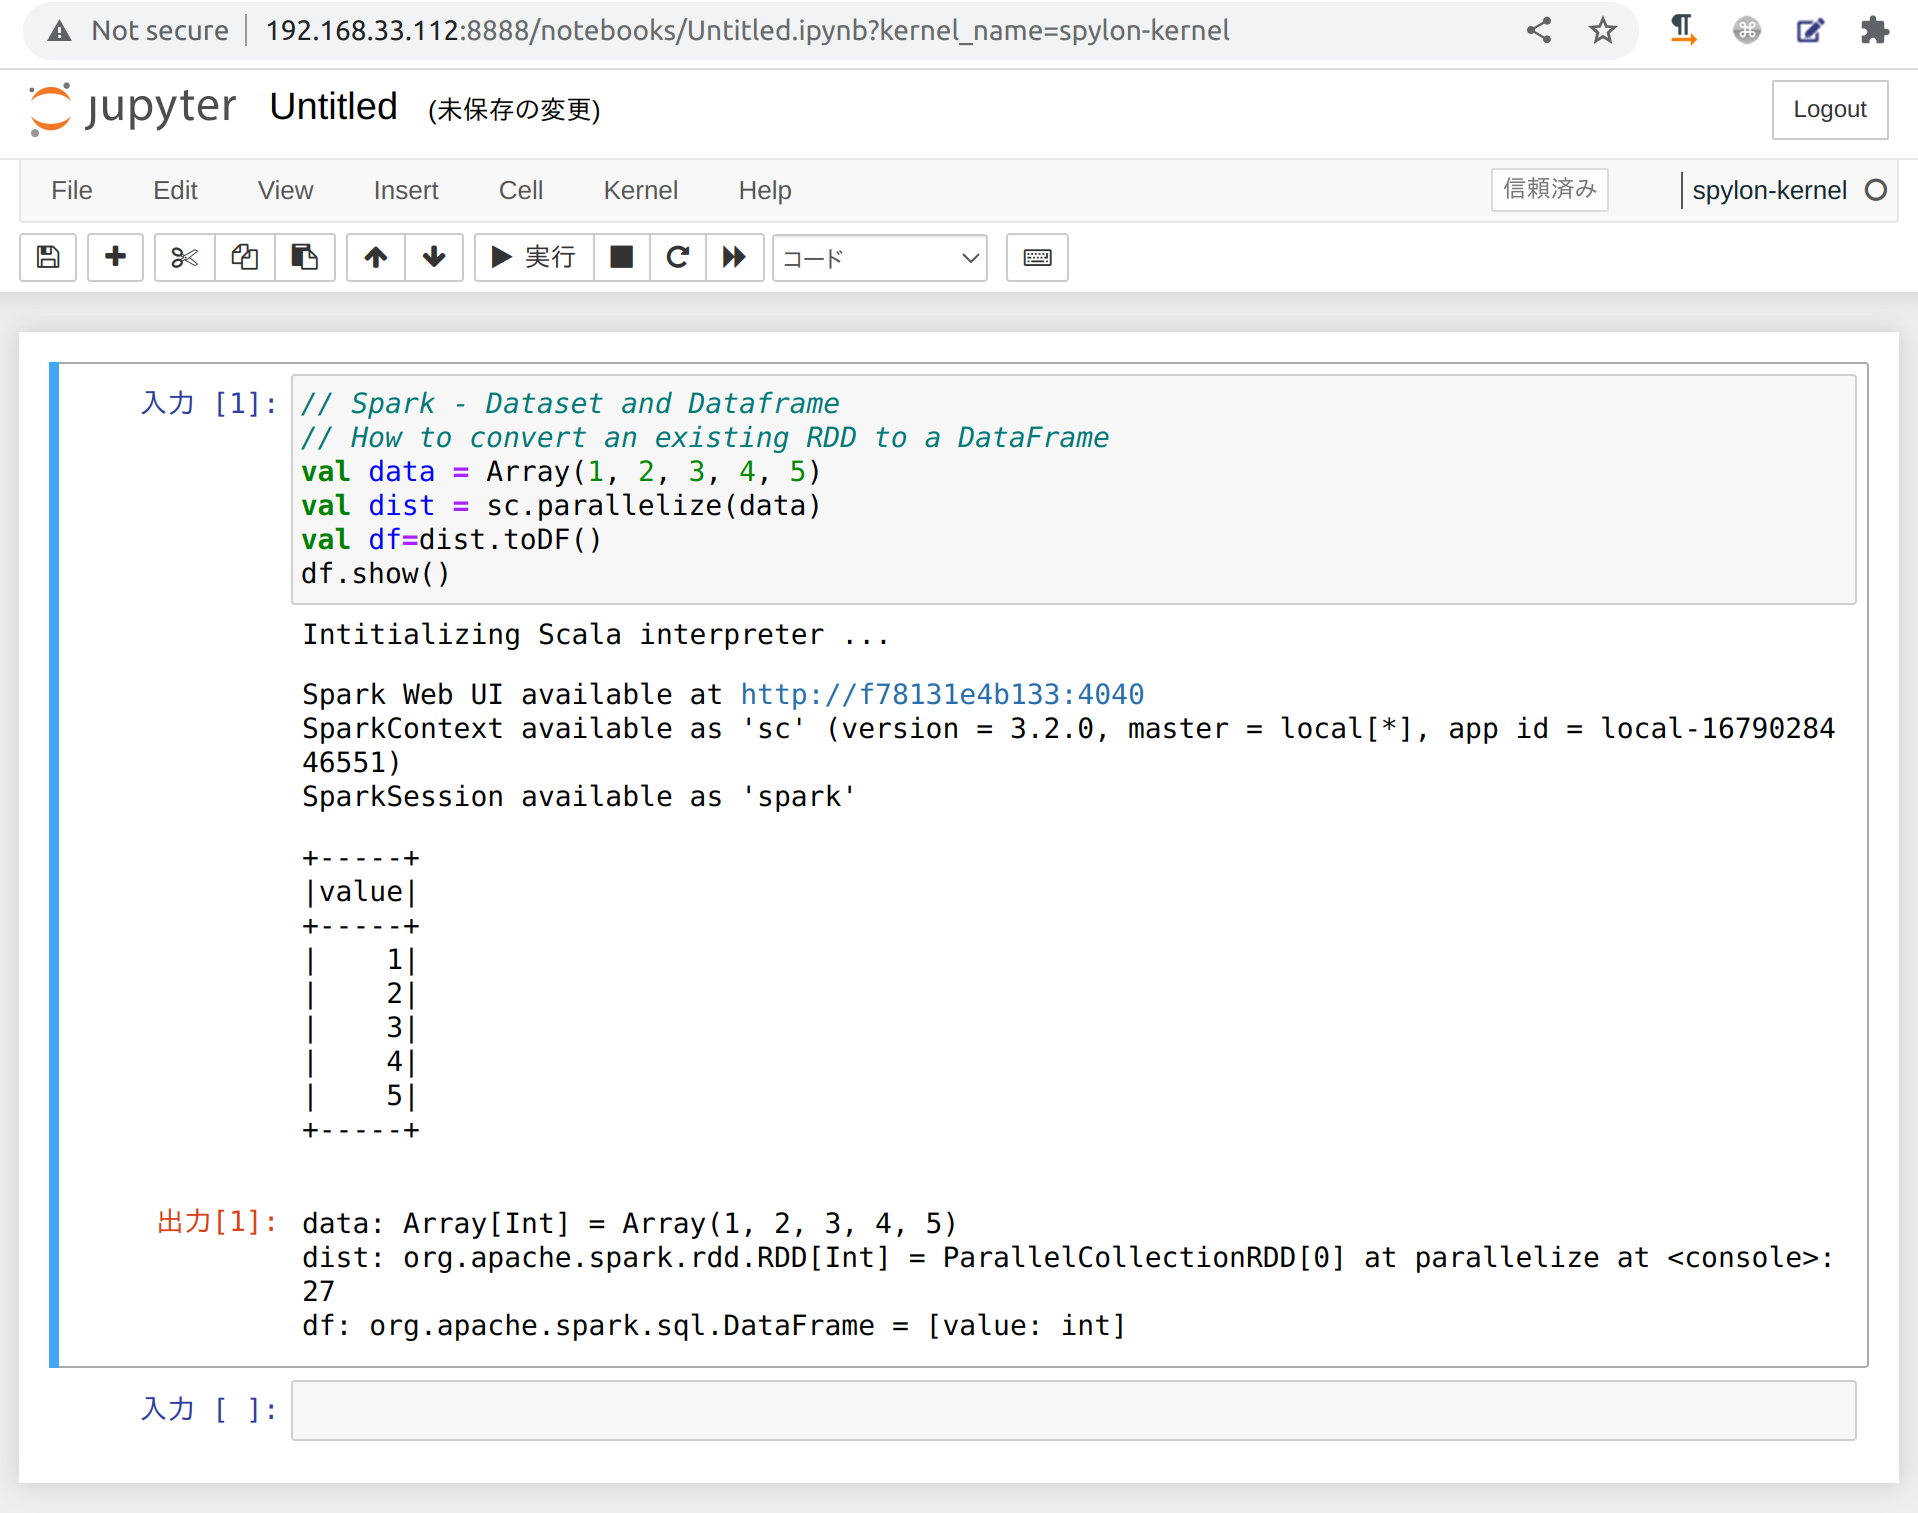 Not secure 192.168.33.112:8888/notebooks/Untitled.ipynb?kernel_name=spylon-kernel
jupyter Untitled (未保存の変更) Logout
File Edit View Insert Cell Kernel Help 信頼済み spylon-kernel
実行 コード
入力 [1]:
// Spark - Dataset and Dataframe
// How to convert an existing RDD to a DataFrame
val data = Array(1, 2, 3, 4, 5)
val dist = sc.parallelize(data)
val df=dist.toDF()
df.show()
Intitializing Scala interpreter ...
Spark Web UI available at http://f78131e4b133:4040
SparkContext available as 'sc' (version = 3.2.0, master = local[*], app id = local-16790284
46551)
SparkSession available as 'spark'
+-----+
|value|
+-----+
|    1|
|    2|
|    3|
|    4|
|    5|
+-----+
出力[1]:
data: Array[Int] = Array(1, 2, 3, 4, 5)
dist: org.apache.spark.rdd.RDD[Int] = ParallelCollectionRDD[0] at parallelize at <console>:
27
df: org.apache.spark.sql.DataFrame = [value: int]
入力 [ ]: